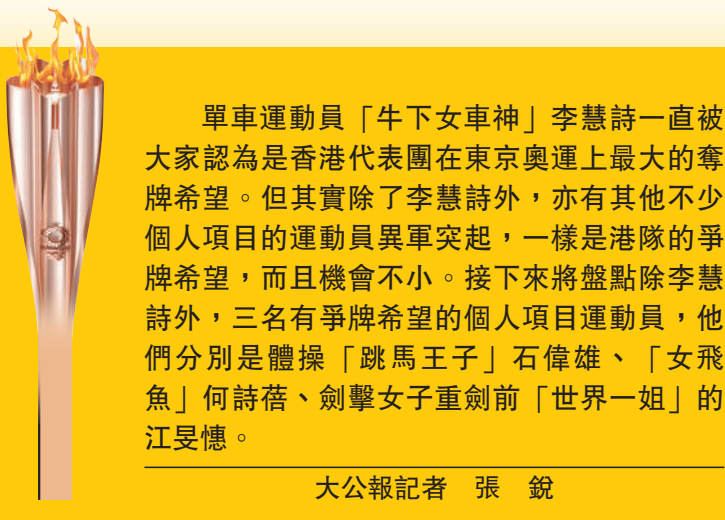 單車運動員「牛下女車神」李慧詩一直被
大家認為是香港代表團在東京奧運上最大的奪
牌希望。但其實除了李慧詩外，亦有其他不少
個人項目的運動員異軍突起，一樣是港隊的爭
牌希望，而且機會不小。接下來將盤點除李慧
詩外，三名有爭牌希望的個人項目運動員，他
們分別是體操「跳馬王子」石偉雄、「女飛
魚」何詩蓓、劍擊女子重劍前「世界一姐」的
江旻憓。
大公報記者　張　銳